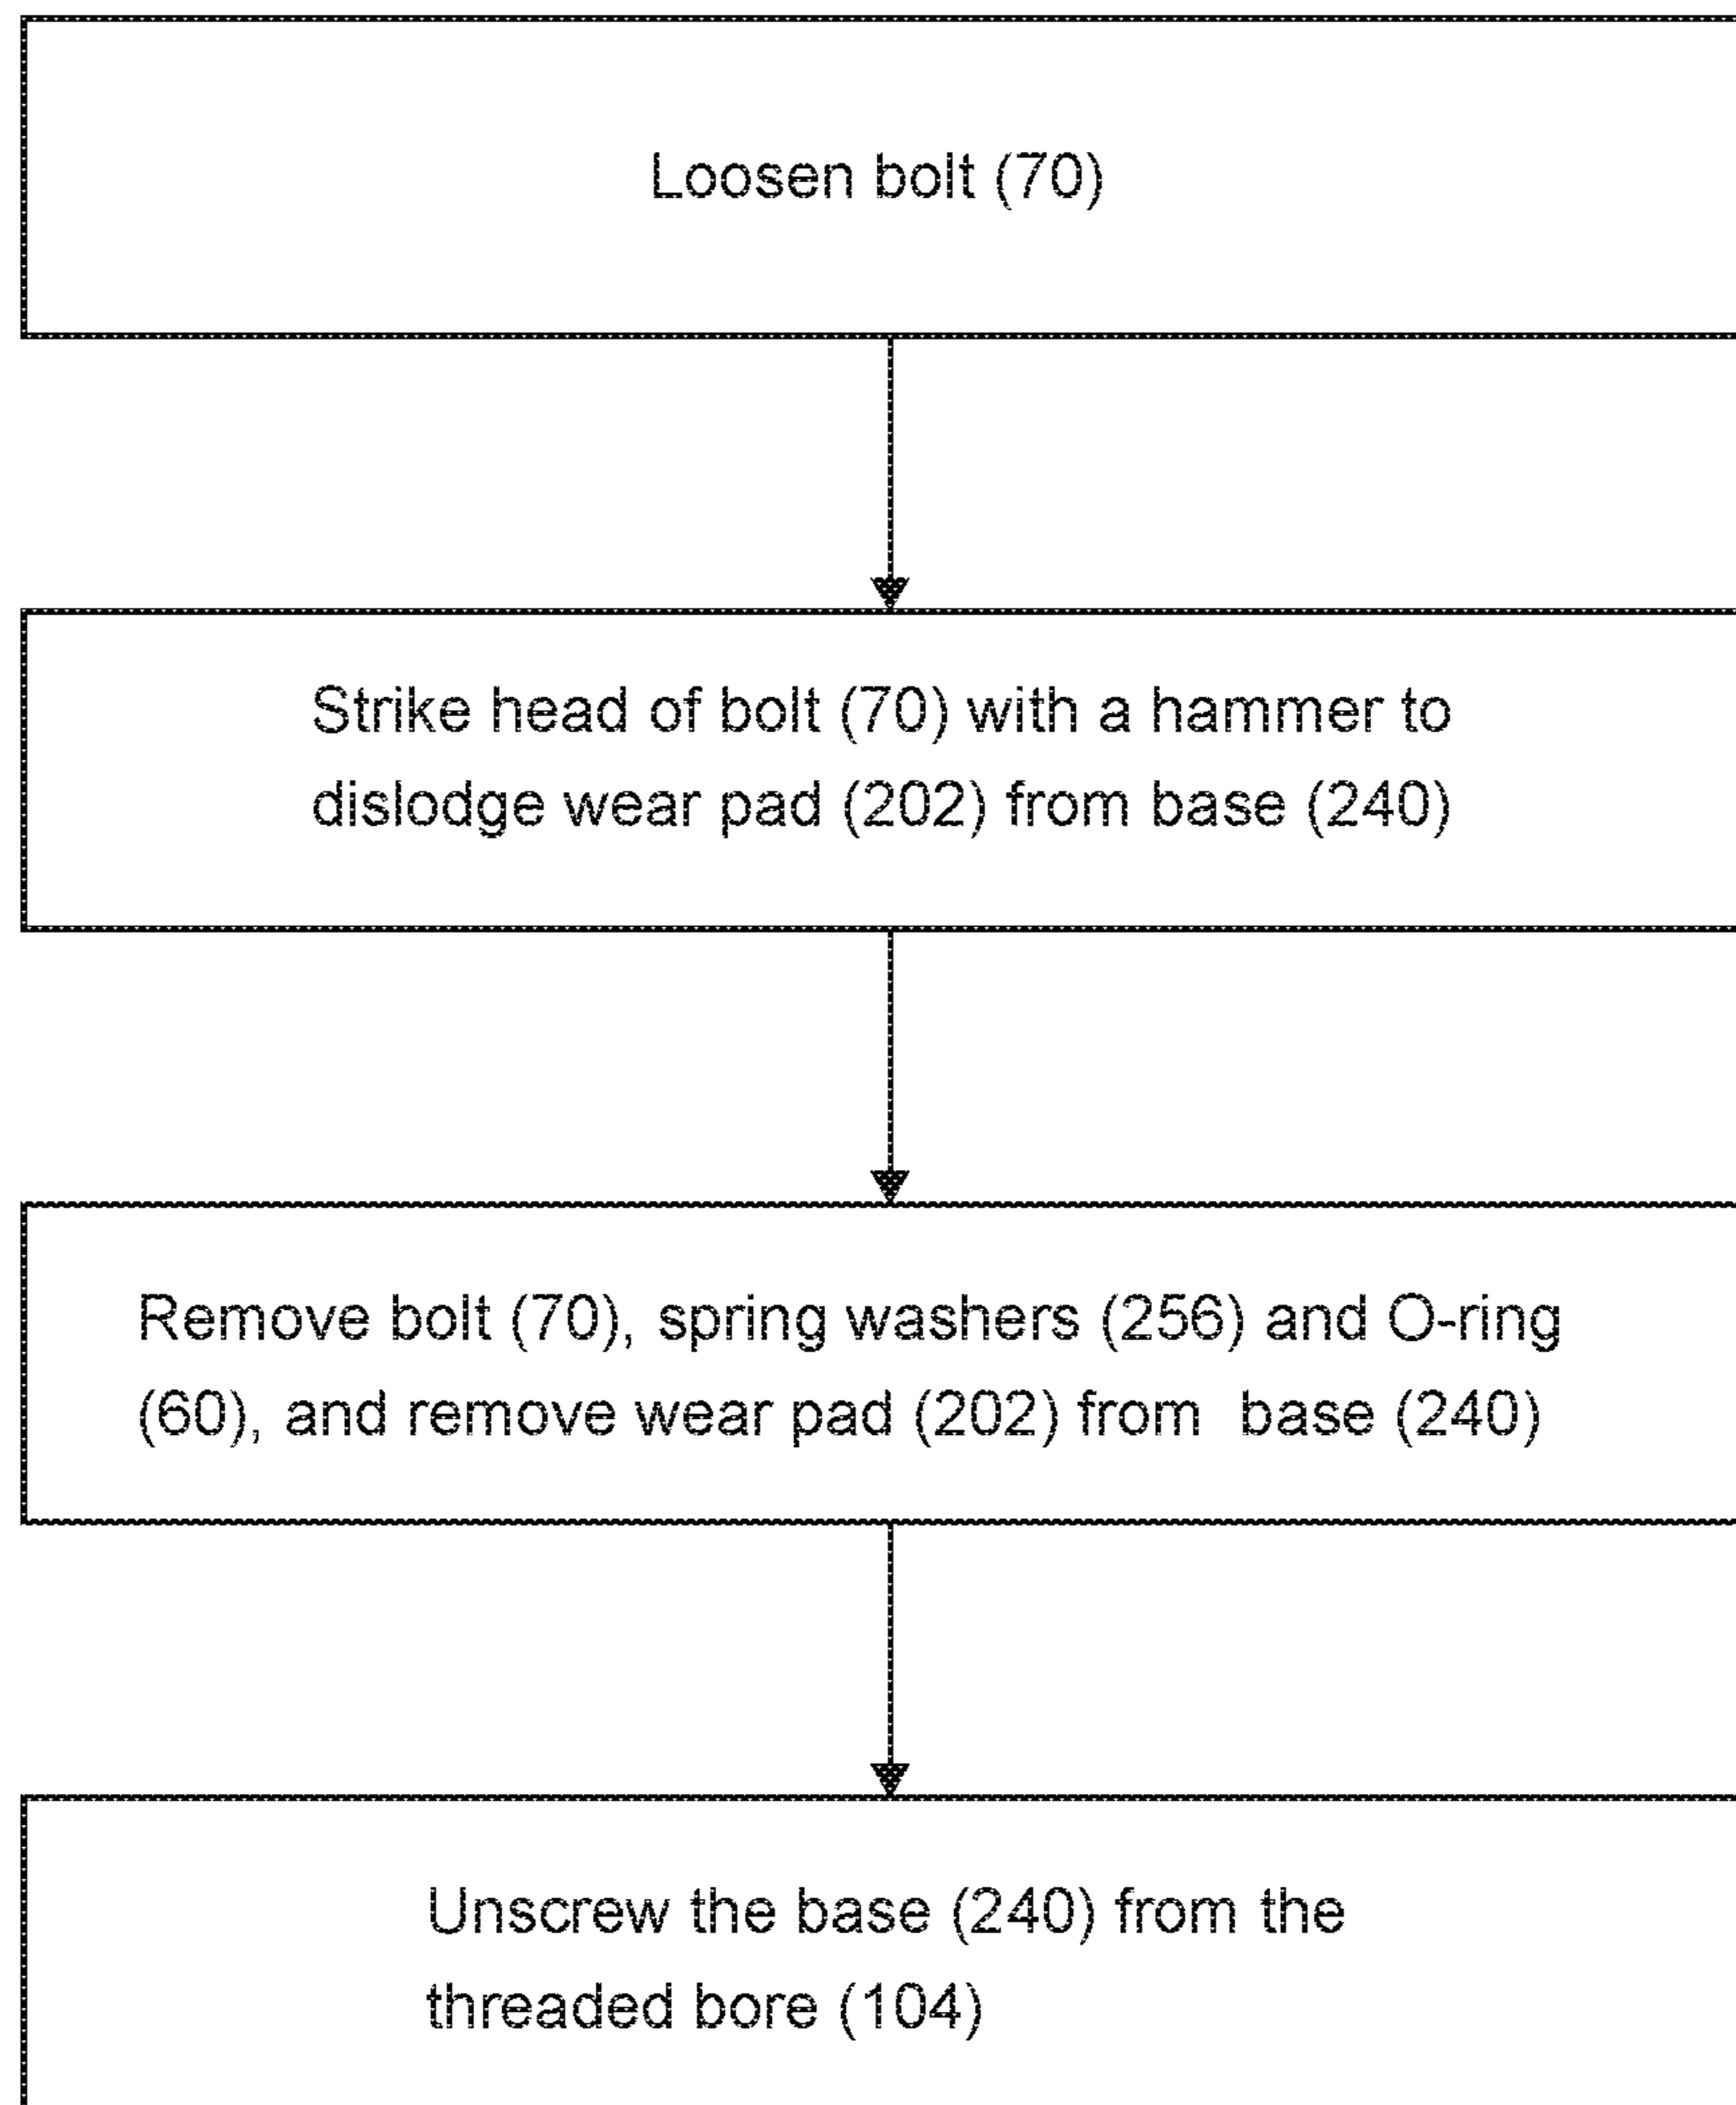 Loosen bolt (70)
Strike head of bolt (70) with a hammer to
dislodge wear pad (202) from base (240)
Remove bolt (70), spring washers (256) and O-ring
(60), and remove wear pad (202) from base (240)
Unscrew the base (240) from the
threaded bore (104)